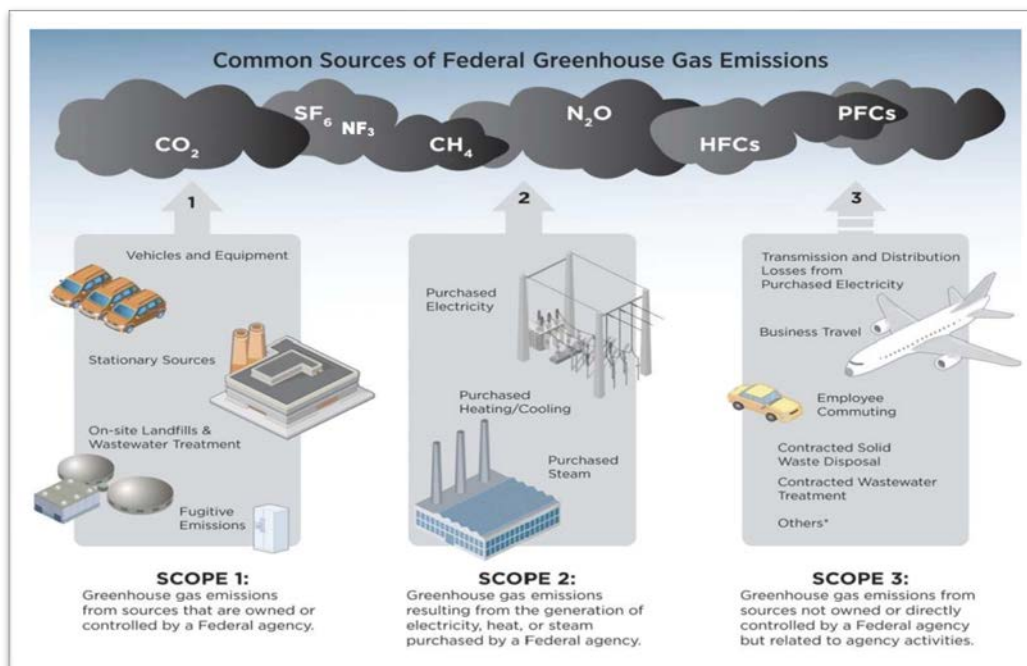 Common Sources of Federal Greenhouse Gas Emissions
CO₂
SF₆
NF₃
CH₄
N₂O
HFCs
PFCs
1
Vehicles and Equipment
Stationary Sources
On-site Landfills &
Wastewater Treatment
Fugitive
Emissions
SCOPE 1:
Greenhouse gas emissions
from sources that are owned or
controlled by a Federal agency.
2
Purchased
Electricity
Purchased
Heating/Cooling
Purchased
Steam
SCOPE 2:
Greenhouse gas emissions
resulting from the generation of
electricity, heat, or steam
purchased by a Federal agency.
3
Transmission and Distribution
Losses from
Purchased Electricity
Business Travel
Employee
Commuting
Contracted Solid
Waste Disposal
Contracted Wastewater
Treatment
Others*
SCOPE 3:
Greenhouse gas emissions from
sources not owned or directly
controlled by a Federal agency
but related to agency activities.